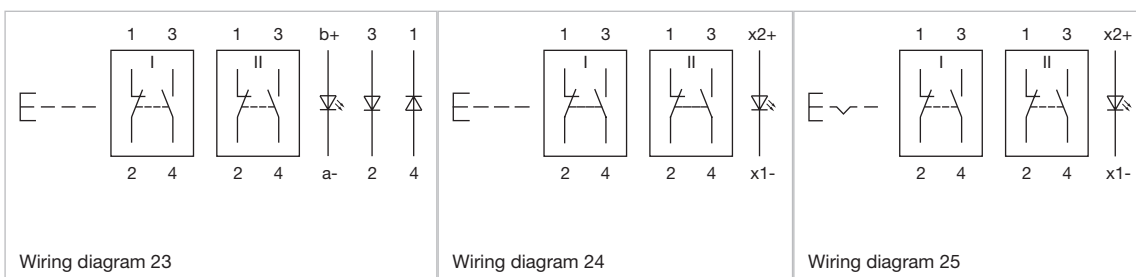 1 3 1 3 b+ 3 1
I II
2 4 2 4 a- 2 4
Wiring diagram 23
1 3 1 3 x2+
I II
2 4 2 4 x1-
Wiring diagram 24
1 3 1 3 x2+
I II
2 4 2 4 x1-
Wiring diagram 25